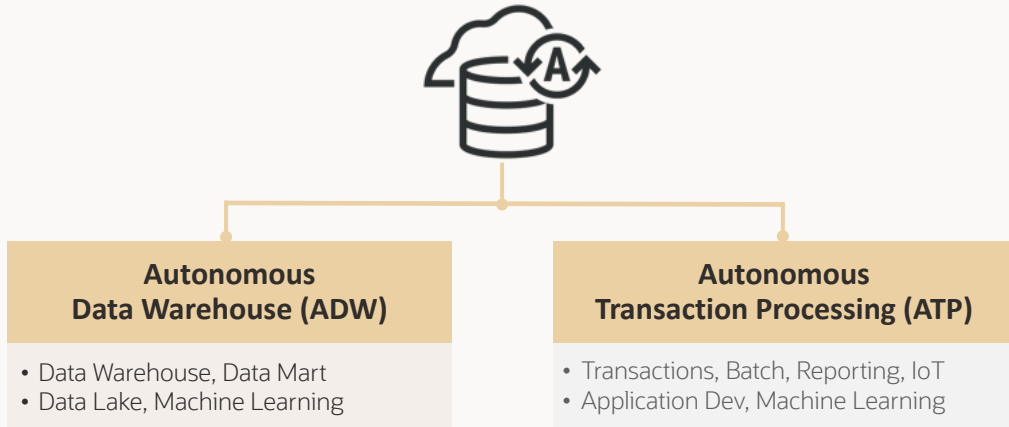 A
Autonomous
Data Warehouse (ADW)
• Data Warehouse, Data Mart
• Data Lake, Machine Learning
Autonomous
Transaction Processing (ATP)
• Transactions, Batch, Reporting, IoT
• Application Dev, Machine Learning